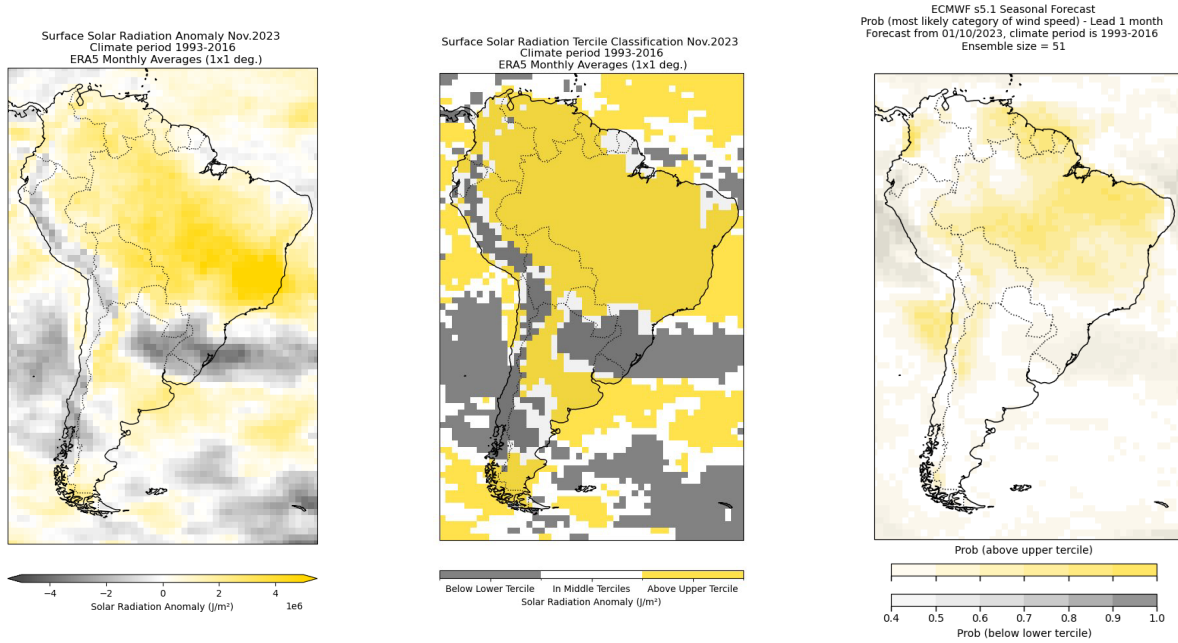 Surface Solar Radiation Anomaly Nov.2023
Climate period 1993-2016
ERA5 Monthly Averages (1x1 deg.)
−4 −2 0 2 4
1e6
Solar Radiation Anomaly (J/m²)
Surface Solar Radiation Tercile Classification Nov.2023
Climate period 1993-2016
ERA5 Monthly Averages (1x1 deg.)
Below Lower Tercile In Middle Terciles Above Upper Tercile
Solar Radiation Anomaly (J/m²)
ECMWF s5.1 Seasonal Forecast
Prob (most likely category of wind speed) - Lead 1 month
Forecast from 01/10/2023, climate period is 1993-2016
Ensemble size = 51
Prob (above upper tercile)
0.4 0.5 0.6 0.7 0.8 0.9 1.0
Prob (below lower tercile)